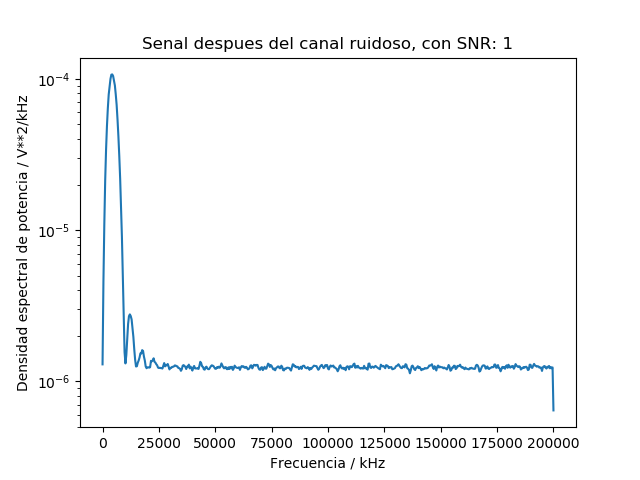 Senal despues del canal ruidoso, con SNR: 1
Densidad espectral de potencia / V**2/kHz
10⁻⁴
10⁻⁵
10⁻⁶
0 25000 50000 75000 100000 125000 150000 175000 200000
Frecuencia / kHz